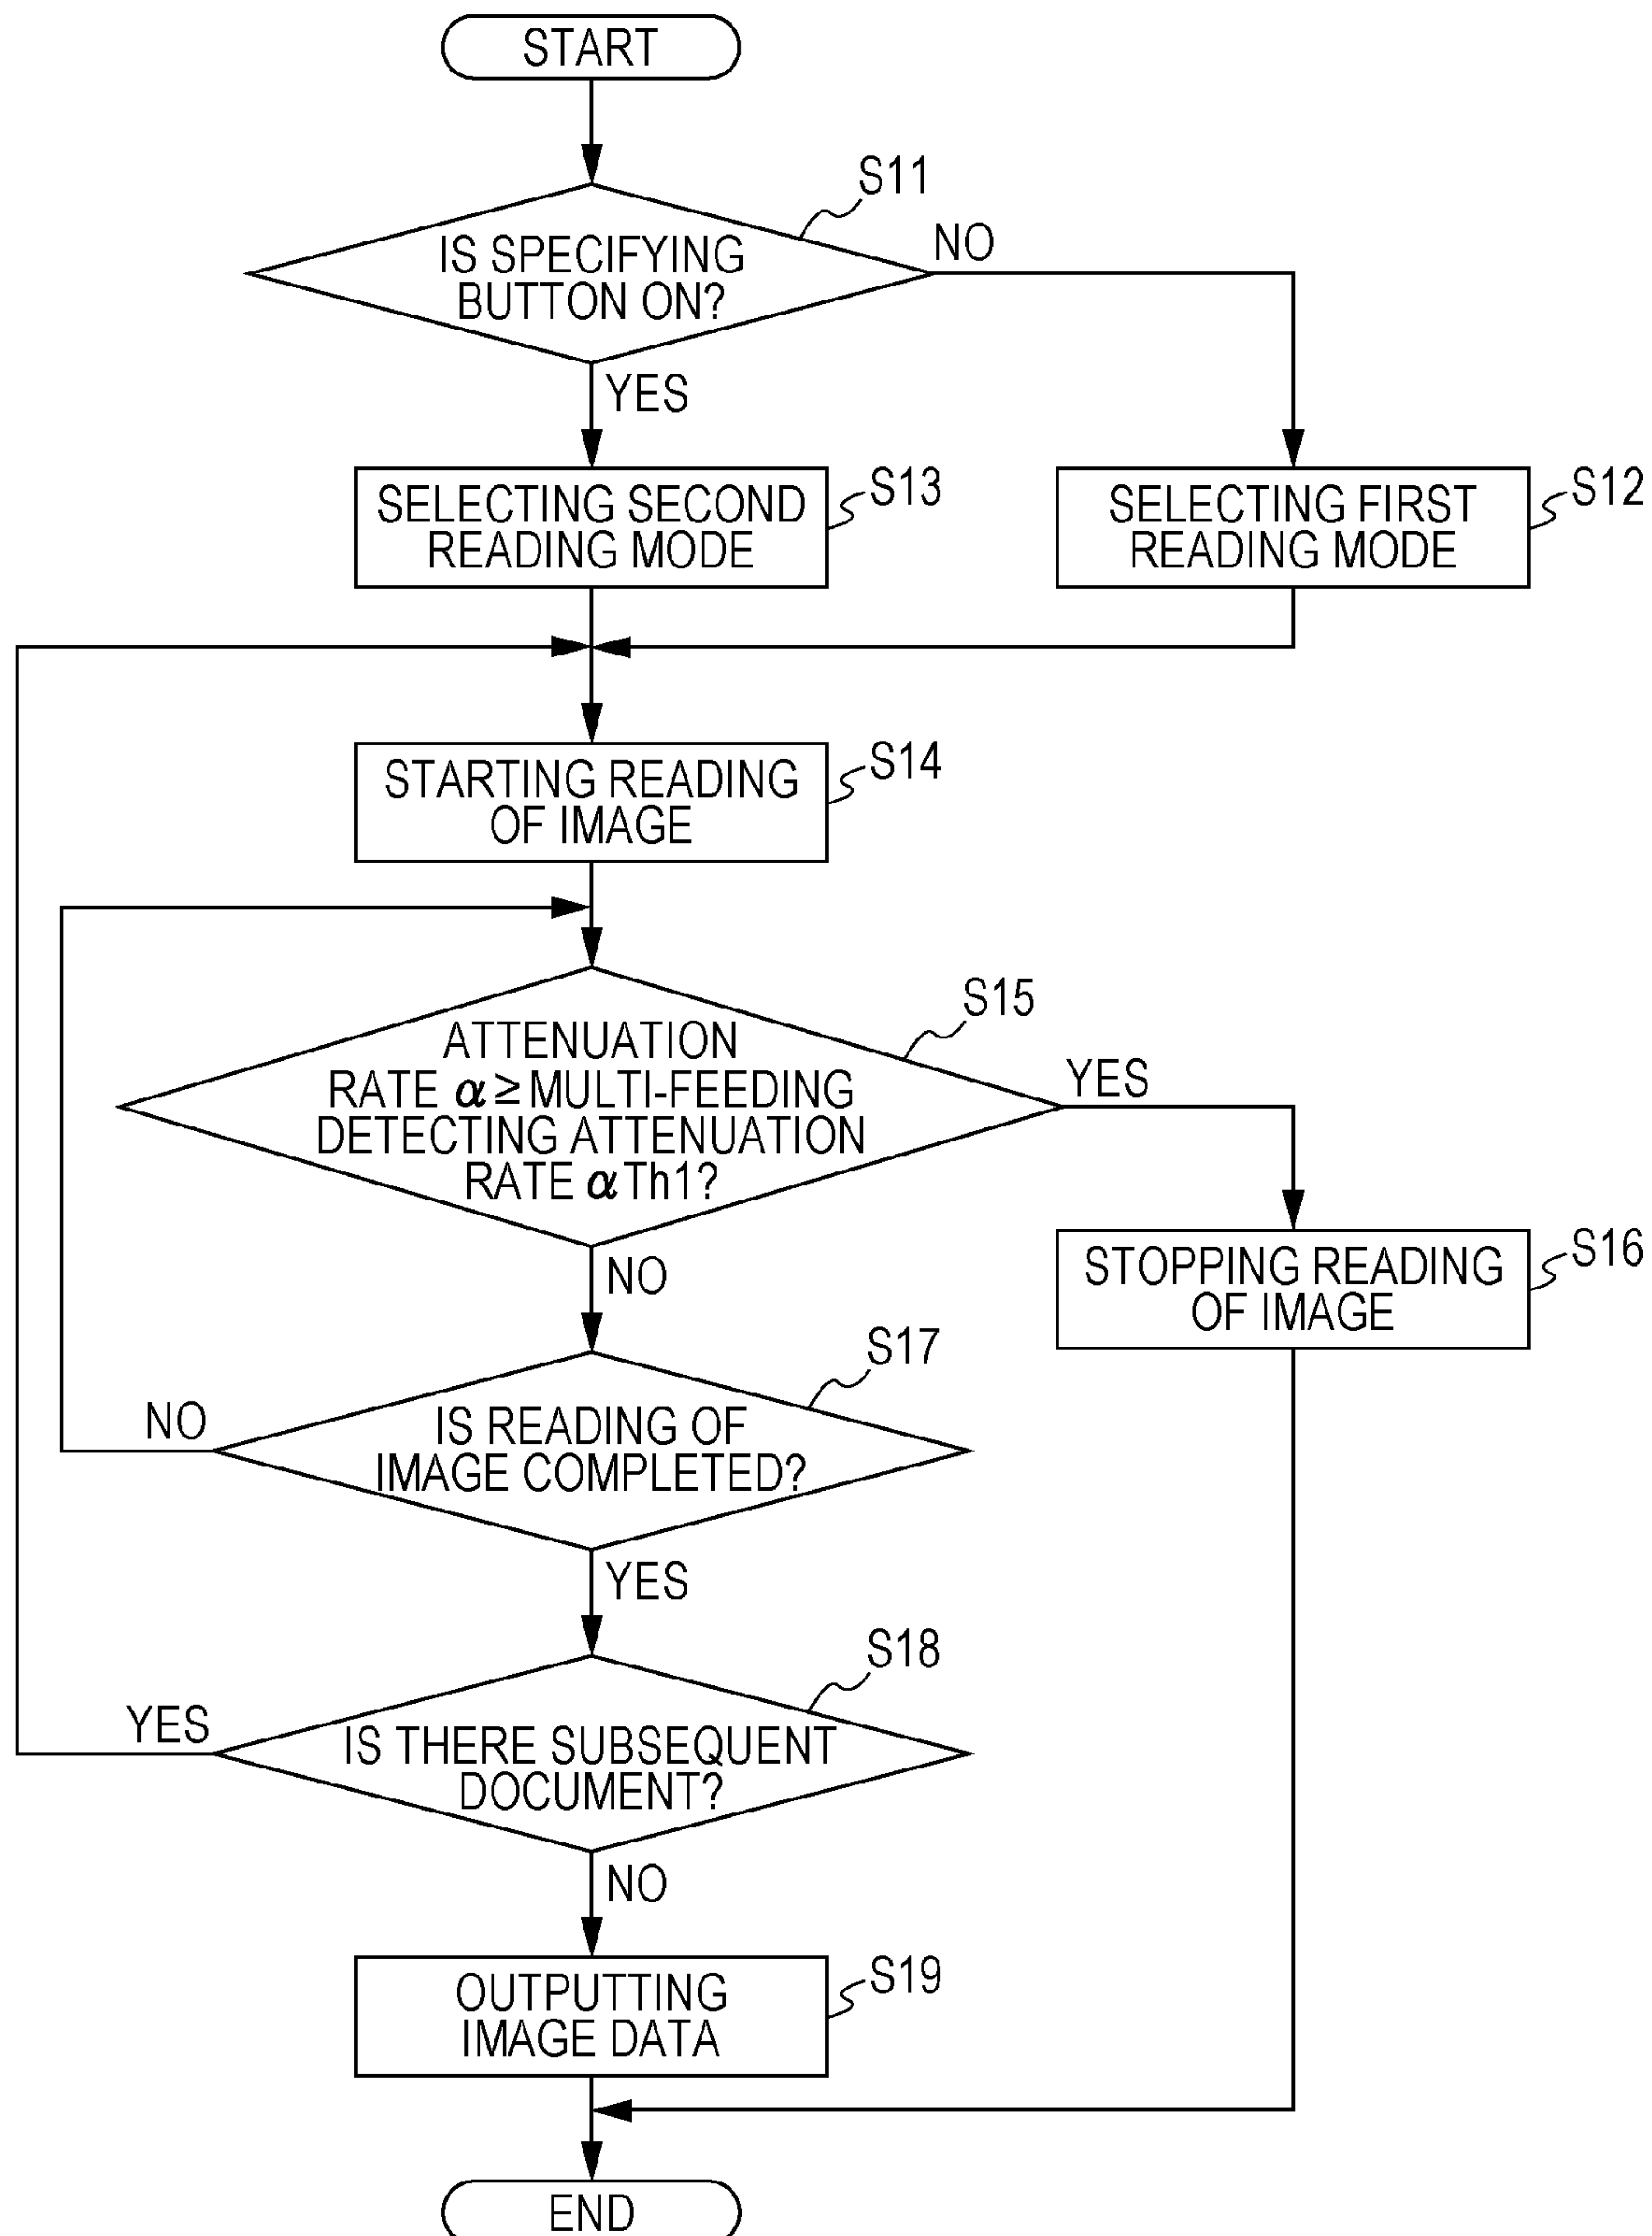 START
S11
IS SPECIFYING
BUTTON ON?
NO
YES
SELECTING SECOND
READING MODE
S13
SELECTING FIRST
READING MODE
S12
STARTING READING
OF IMAGE
S14
S15
ATTENUATION
RATE α ≥ MULTI-FEEDING
DETECTING ATTENUATION
RATE α Th1?
YES
NO
STOPPING READING
OF IMAGE
S16
S17
IS READING OF
IMAGE COMPLETED?
NO
YES
S18
IS THERE SUBSEQUENT
DOCUMENT?
YES
NO
OUTPUTTING
IMAGE DATA
S19
END